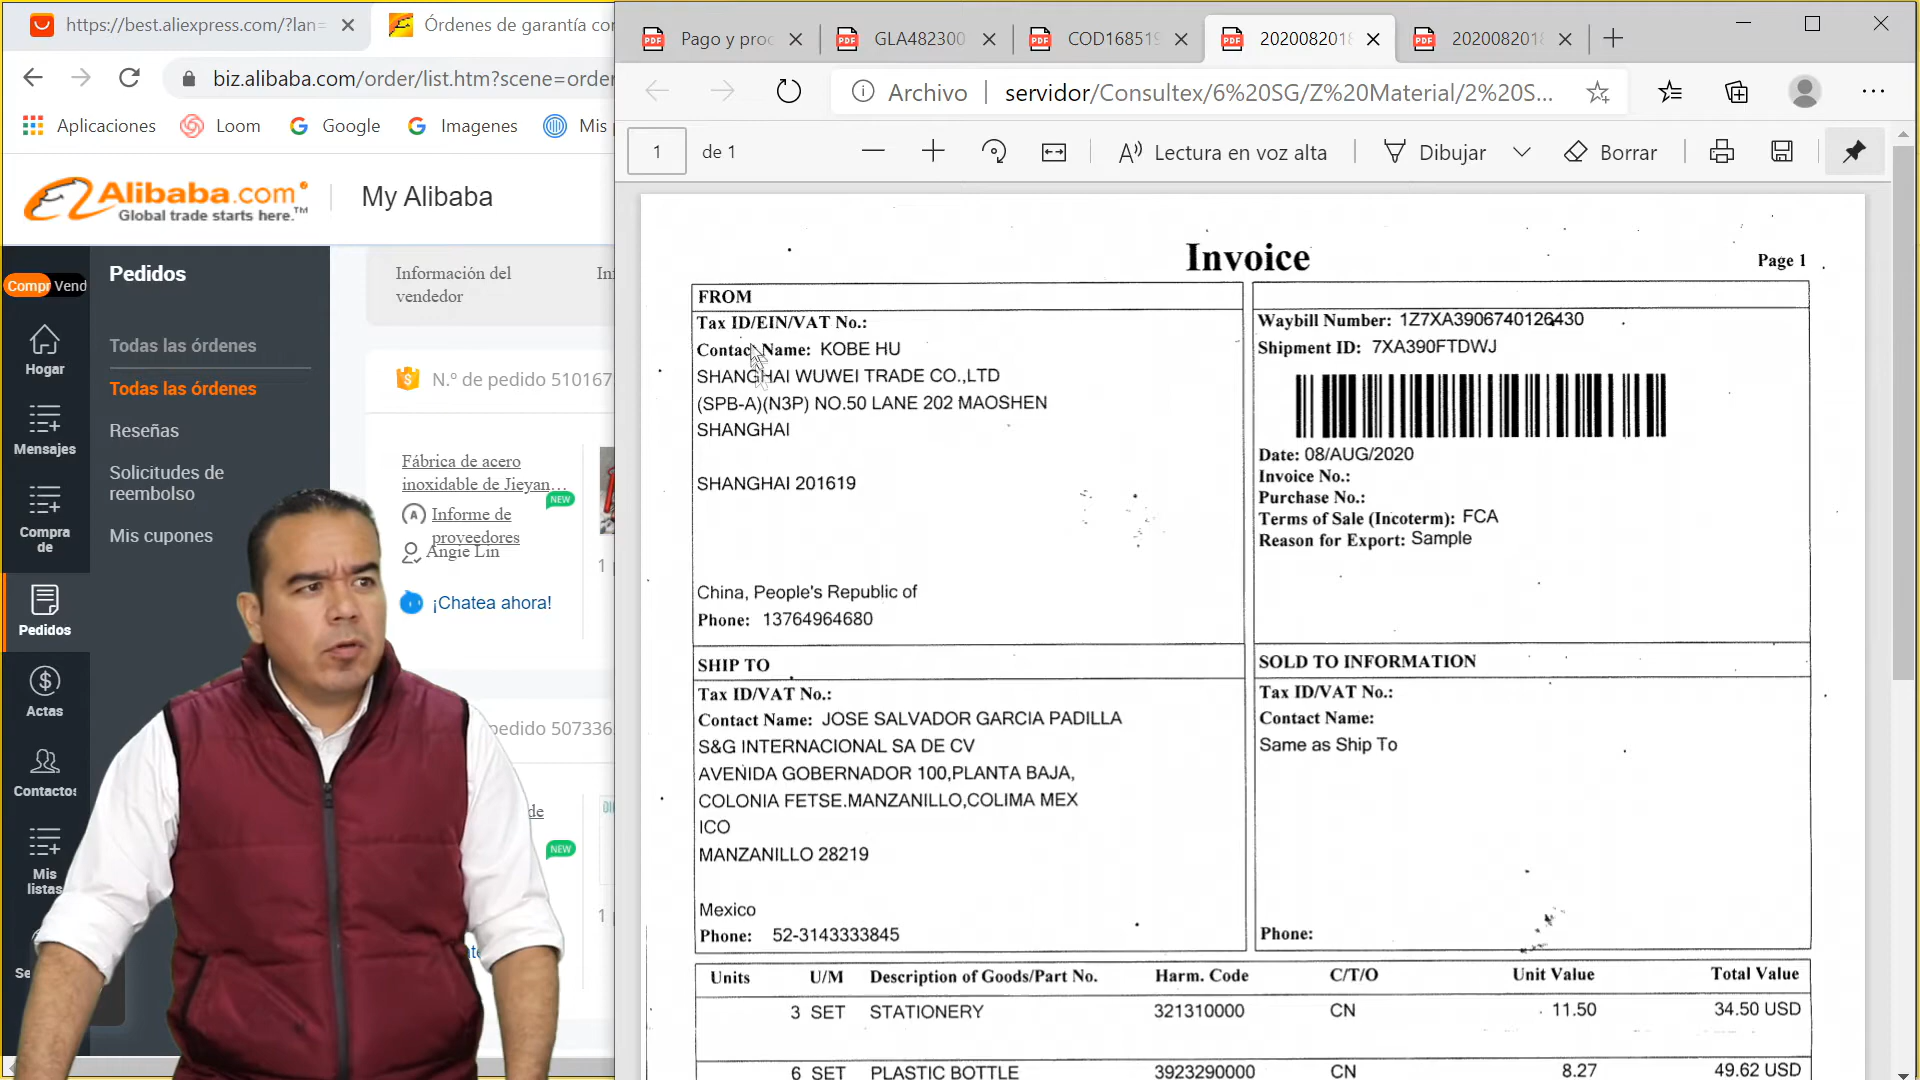 https://best.aliexpress.com/?lan=
Órdenes de garantía co
biz.alibaba.com/order/list.htm?scene=order
Aplicaciones
Loom
Google
Imagenes
Mis
Alibaba.com
Global trade starts here.™
My Alibaba
Compr
Vend
Hogar
Mensajes
Compra
de
Pedidos
Actas
Contactos
Mis
listas
Se
Pedidos
Todas las órdenes
Todas las órdenes
Reseñas
Solicitudes de
reembolso
Mis cupones
Información del
vendedor
In
N.º de pedido 510167
Fábrica de acero
inoxidable de Jieyan...
NEW
A
Informe de
proveedores
Angie Lin
1
¡Chatea ahora!
pedido 507336
de
NEW
1
Pago y pro
GLA482300
COD168519
2020082018
2020082018
Archivo
servidor/Consultex/6%20SG/Z%20Material/2%20S...
1
de 1
Lectura en voz alta
Dibujar
Borrar
Invoice
Page 1
FROM
Tax ID/EIN/VAT No.:
Contact Name: KOBE HU
SHANGHAI WUWEI TRADE CO.,LTD
(SPB-A)(N3P) NO.50 LANE 202 MAOSHEN
SHANGHAI
SHANGHAI 201619
China, People's Republic of
Phone: 13764964680
Waybill Number: 1Z7XA3906740126430
Shipment ID: 7XA390FTDWJ
Date: 08/AUG/2020
Invoice No.:
Purchase No.:
Terms of Sale (Incoterm): FCA
Reason for Export: Sample
SHIP TO
Tax ID/VAT No.:
Contact Name: JOSE SALVADOR GARCIA PADILLA
S&G INTERNACIONAL SA DE CV
AVENIDA GOBERNADOR 100,PLANTA BAJA,
COLONIA FETSE.MANZANILLO,COLIMA MEX
ICO
MANZANILLO 28219
Mexico
Phone: 52-3143333845
SOLD TO INFORMATION
Tax ID/VAT No.:
Contact Name:
Same as Ship To
Phone:
Units U/M Description of Goods/Part No. Harm. Code C/T/O Unit Value Total Value
3 SET STATIONERY 321310000 CN 11.50 34.50 USD
6 SET PLASTIC BOTTLE 3923290000 CN 8.27 49.62 USD